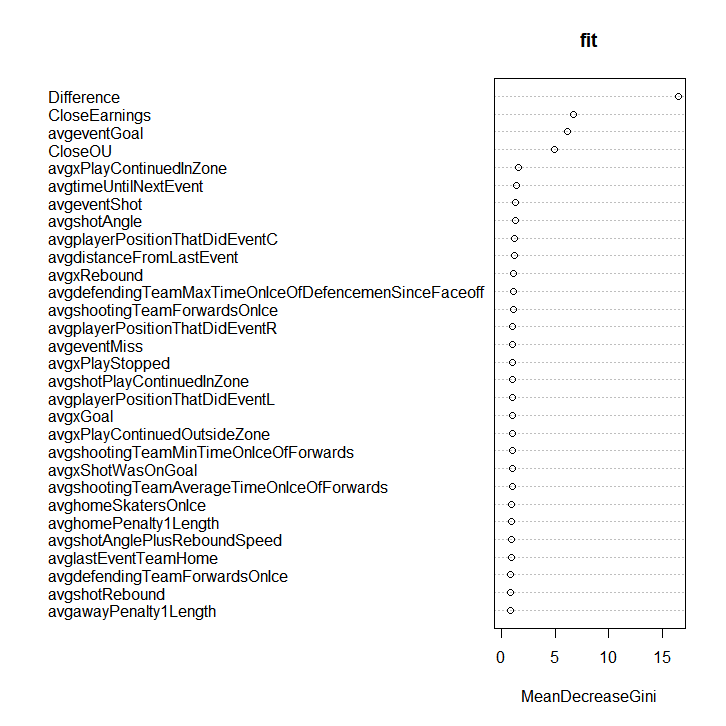 fit
Difference
CloseEarnings
avgeventGoal
CloseOU
avgxPlayContinuedInZone
avgtimeUntilNextEvent
avgeventShot
avgshotAngle
avgplayerPositionThatDidEventC
avgdistanceFromLastEvent
avgxRebound
avgdefendingTeamMaxTimeOnIceOfDefencemenSinceFaceoff
avgshootingTeamForwardsOnIce
avgplayerPositionThatDidEventR
avgeventMiss
avgxPlayStopped
avgshotPlayContinuedInZone
avgplayerPositionThatDidEventL
avgxGoal
avgxPlayContinuedOutsideZone
avgshootingTeamMinTimeOnIceOfForwards
avgxShotWasOnGoal
avgshootingTeamAverageTimeOnIceOfForwards
avghomeSkatersOnIce
avghomePenalty1Length
avgshotAnglePlusReboundSpeed
avglastEventTeamHome
avgdefendingTeamForwardsOnIce
avgshotRebound
avgawayPenalty1Length
0 5 10 15
MeanDecreaseGini